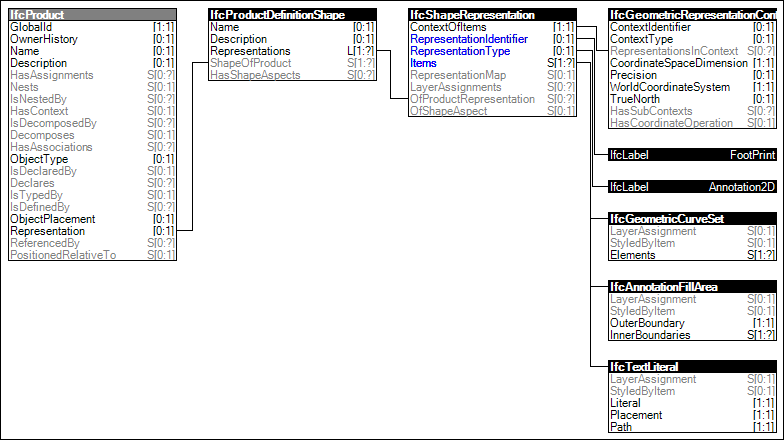 IfcProduct
GlobalId [1:1]
OwnerHistory [0:1]
Name [0:1]
Description [0:1]
HasAssignments S[0:?]
Nests S[0:1]
IsNestedBy S[0:?]
HasContext S[0:1]
IsDecomposedBy S[0:?]
Decomposes S[0:1]
HasAssociations S[0:?]
ObjectType [0:1]
IsDeclaredBy S[0:1]
Declares S[0:?]
IsTypedBy S[0:1]
IsDefinedBy S[0:?]
ObjectPlacement [0:1]
Representation [0:1]
ReferencedBy S[0:?]
PositionedRelativeTo S[0:1]
IfcProductDefinitionShape
Name [0:1]
Description [0:1]
Representations L[1:?]
ShapeOfProduct S[1:?]
HasShapeAspects S[0:?]
IfcShapeRepresentation
ContextOfItems [1:1]
RepresentationIdentifier [0:1]
RepresentationType [0:1]
Items S[1:?]
RepresentationMap S[0:1]
LayerAssignments S[0:?]
OfProductRepresentation S[0:?]
OfShapeAspect S[0:1]
IfcGeometricRepresentationCon
ContextIdentifier [0:1]
ContextType [0:1]
RepresentationsInContext S[0:?]
CoordinateSpaceDimension [1:1]
Precision [0:1]
WorldCoordinateSystem [1:1]
TrueNorth [0:1]
HasSubContexts S[0:?]
HasCoordinateOperation S[0:1]
IfcLabel FootPrint
IfcLabel Annotation2D
IfcGeometricCurveSet
LayerAssignment S[0:1]
StyledByItem S[0:1]
Elements S[1:?]
IfcAnnotationFillArea
LayerAssignment S[0:1]
StyledByItem S[0:1]
OuterBoundary [1:1]
InnerBoundaries S[1:?]
IfcTextLiteral
LayerAssignment S[0:1]
StyledByItem S[0:1]
Literal [1:1]
Placement [1:1]
Path [1:1]